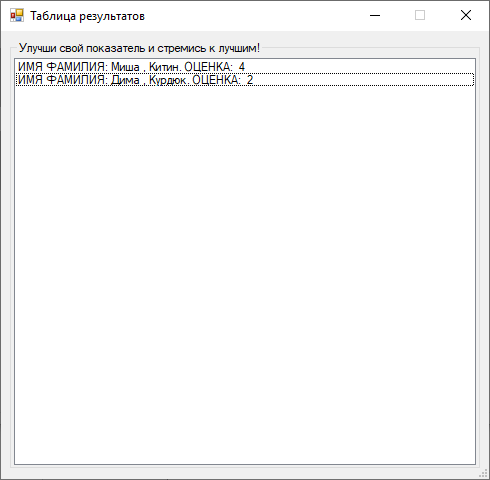 Таблица результатов
Улучши свой показатель и стремись к лучшим!
ИМЯ ФАМИЛИЯ: Миша , Китин. ОЦЕНКА:  4
ИМЯ ФАМИЛИЯ: Дима , Курдюк. ОЦЕНКА:  2